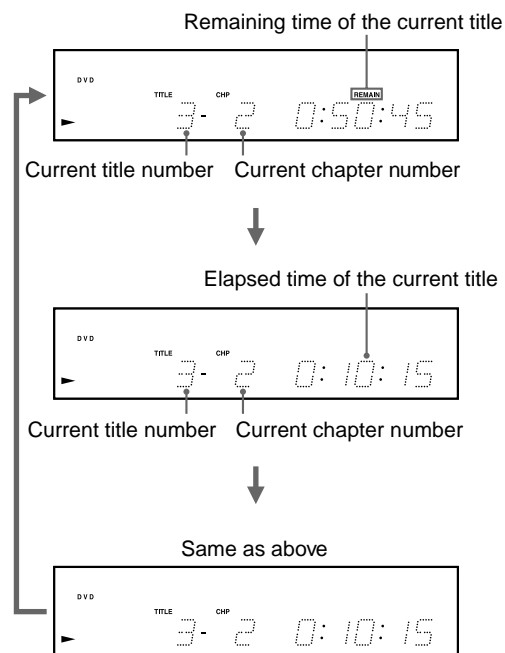 Remaining time of the current title
DVD
TITLE CHP REMAIN
3- 2 0:50:45
Current title number Current chapter number
Elapsed time of the current title
DVD
TITLE CHP
3- 2 0:10:15
Current title number Current chapter number
Same as above
DVD
TITLE CHP
3- 2 0:10:15